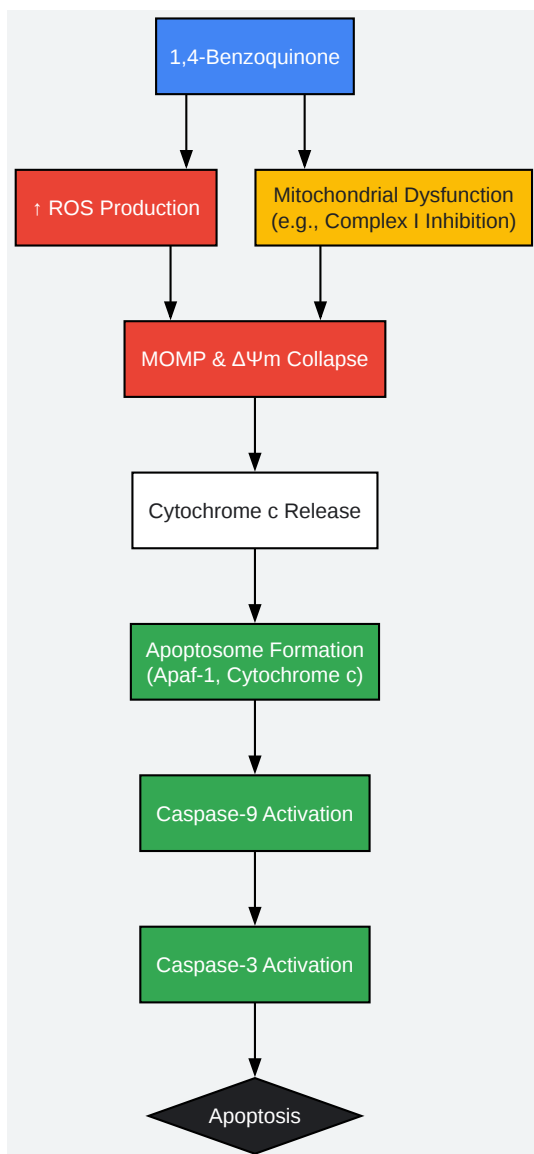 1,4-Benzoquinone
↑ ROS Production
Mitochondrial Dysfunction
(e.g., Complex I Inhibition)
MOMP & ΔΨm Collapse
Cytochrome c Release
Apoptosome Formation
(Apaf-1, Cytochrome c)
Caspase-9 Activation
Caspase-3 Activation
Apoptosis